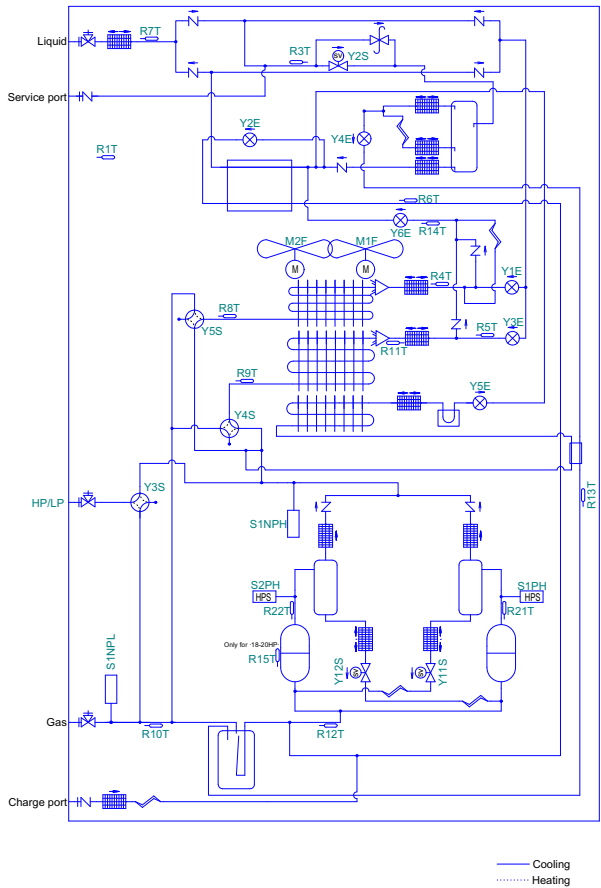 R7T
Liquid
R3T
Y2S
SV
Service port
Y2E
Y4E
R1T
R6T
Y6E
R14T
M2F
M1F
M
M
R4T
Y1E
R8T
Y5S
Y3E
R5T
R11T
R9T
Y5E
Y4S
Y3S
HP/LP
R13T
S1NPH
S2PH
HPS
S1PH
HPS
R22T
R21T
Only for -18-20HP-
R15T
S1NPL
Y12S
SV
Y11S
SV
Gas
R10T
R12T
Charge port
Cooling
Heating